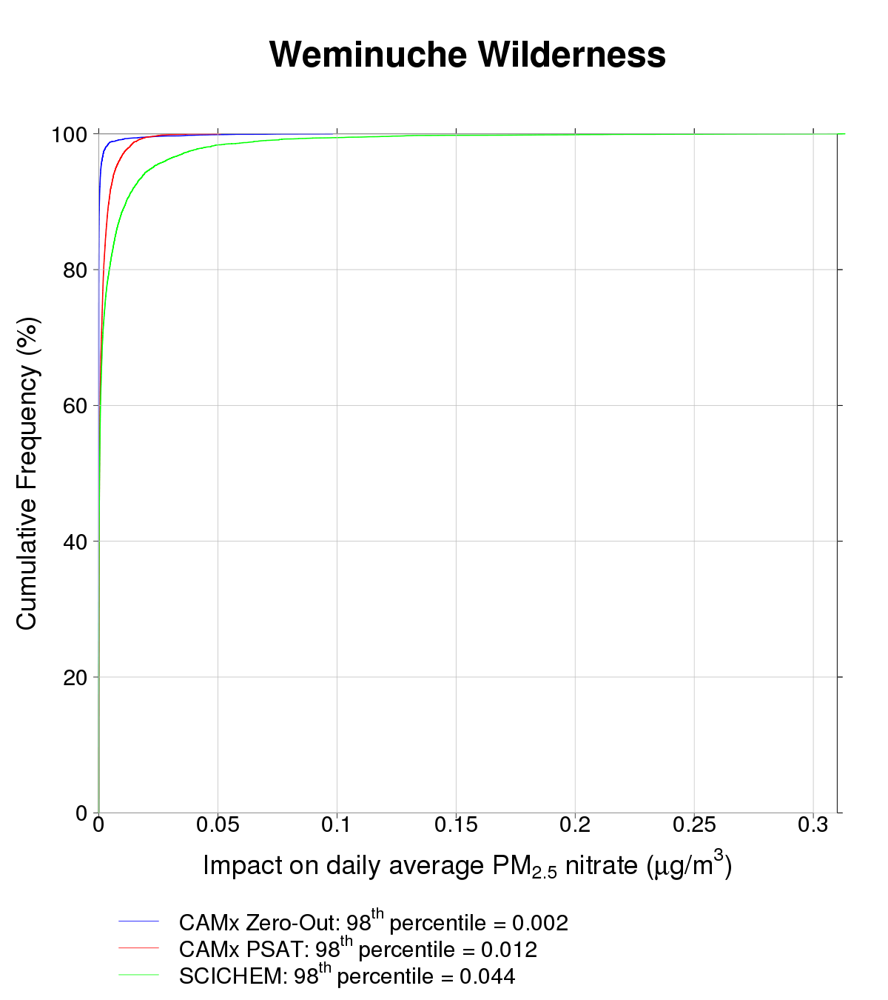 Weminuche Wilderness
100
80
60
40
20
0
Cumulative Frequency (%)
0 0.05 0.1 0.15 0.2 0.25 0.3
Impact on daily average PM2.5 nitrate (μg/m3)
CAMx Zero-Out: 98th percentile = 0.002
CAMx PSAT: 98th percentile = 0.012
SCICHEM: 98th percentile = 0.044